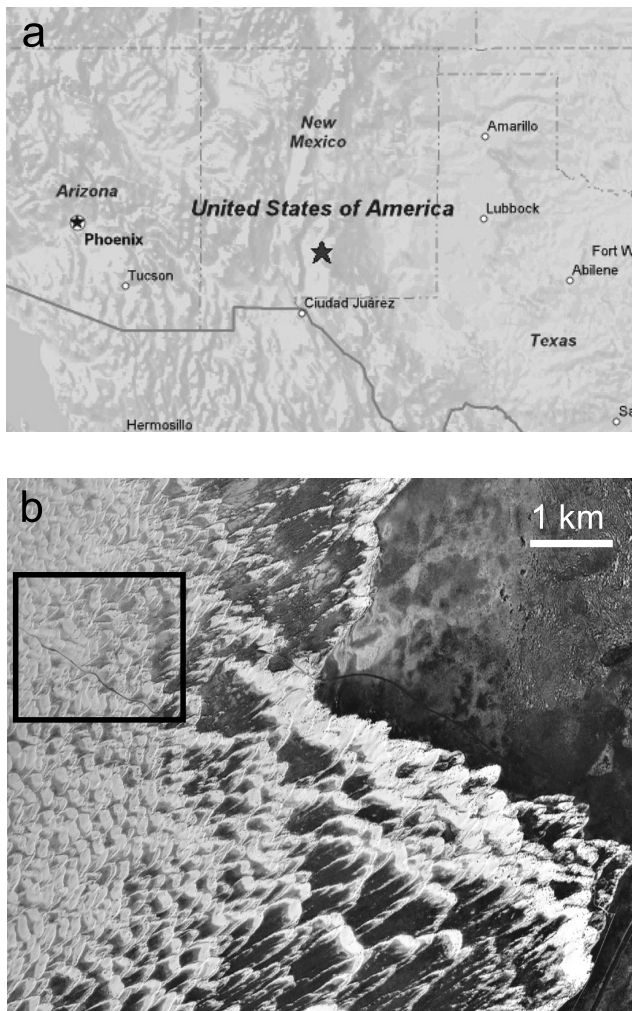 a
New
Mexico
Amarillo
Arizona
United States of America
Lubbock
Phoenix
Fort W
Tucson
Abilene
Ciudad Juárez
Texas
Hermosillo
Sa
b
1 km